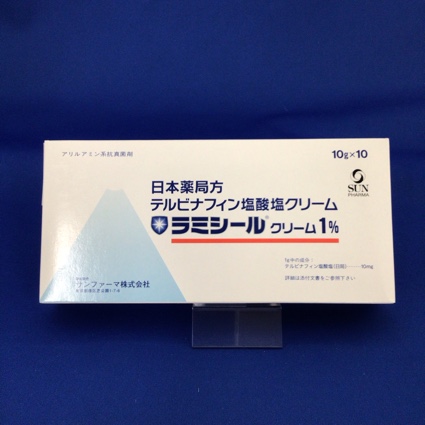 アリルアミン系抗真菌剤
10g×10
日本薬局方
テルビナフィン塩酸塩クリーム
ラミシール® クリーム1%
SUN
PHARMA
1g中の成分:
テルビナフィン塩酸塩(日局)……10mg
詳細は添付文書をご参照下さい
サンファーマ株式会社